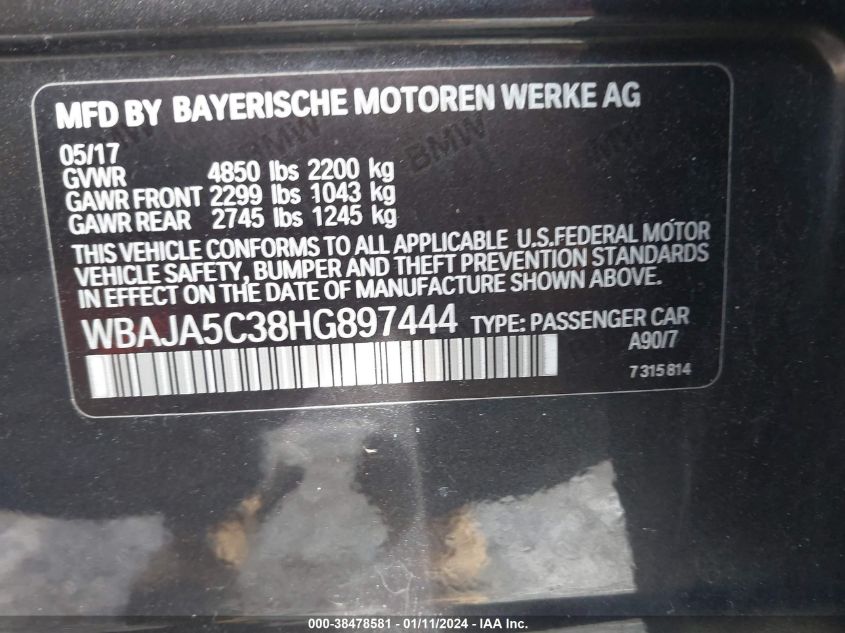 MFD BY BAYERISCHE MOTOREN WERKE AG
05/17
GVWR 4850 lbs 2200 kg
GAWR FRONT 2299 lbs 1043 kg
GAWR REAR 2745 lbs 1245 kg
THIS VEHICLE CONFORMS TO ALL APPLICABLE U.S.FEDERAL MOTOR
VEHICLE SAFETY, BUMPER AND THEFT PREVENTION STANDARDS
IN EFFECT ON THE DATE OF MANUFACTURE SHOWN ABOVE.
WBAJA5C38HG897444 TYPE: PASSENGER CAR
A90/7
7315814
BMW
BMW
000-38478581 - 01/11/2024 - IAA Inc.